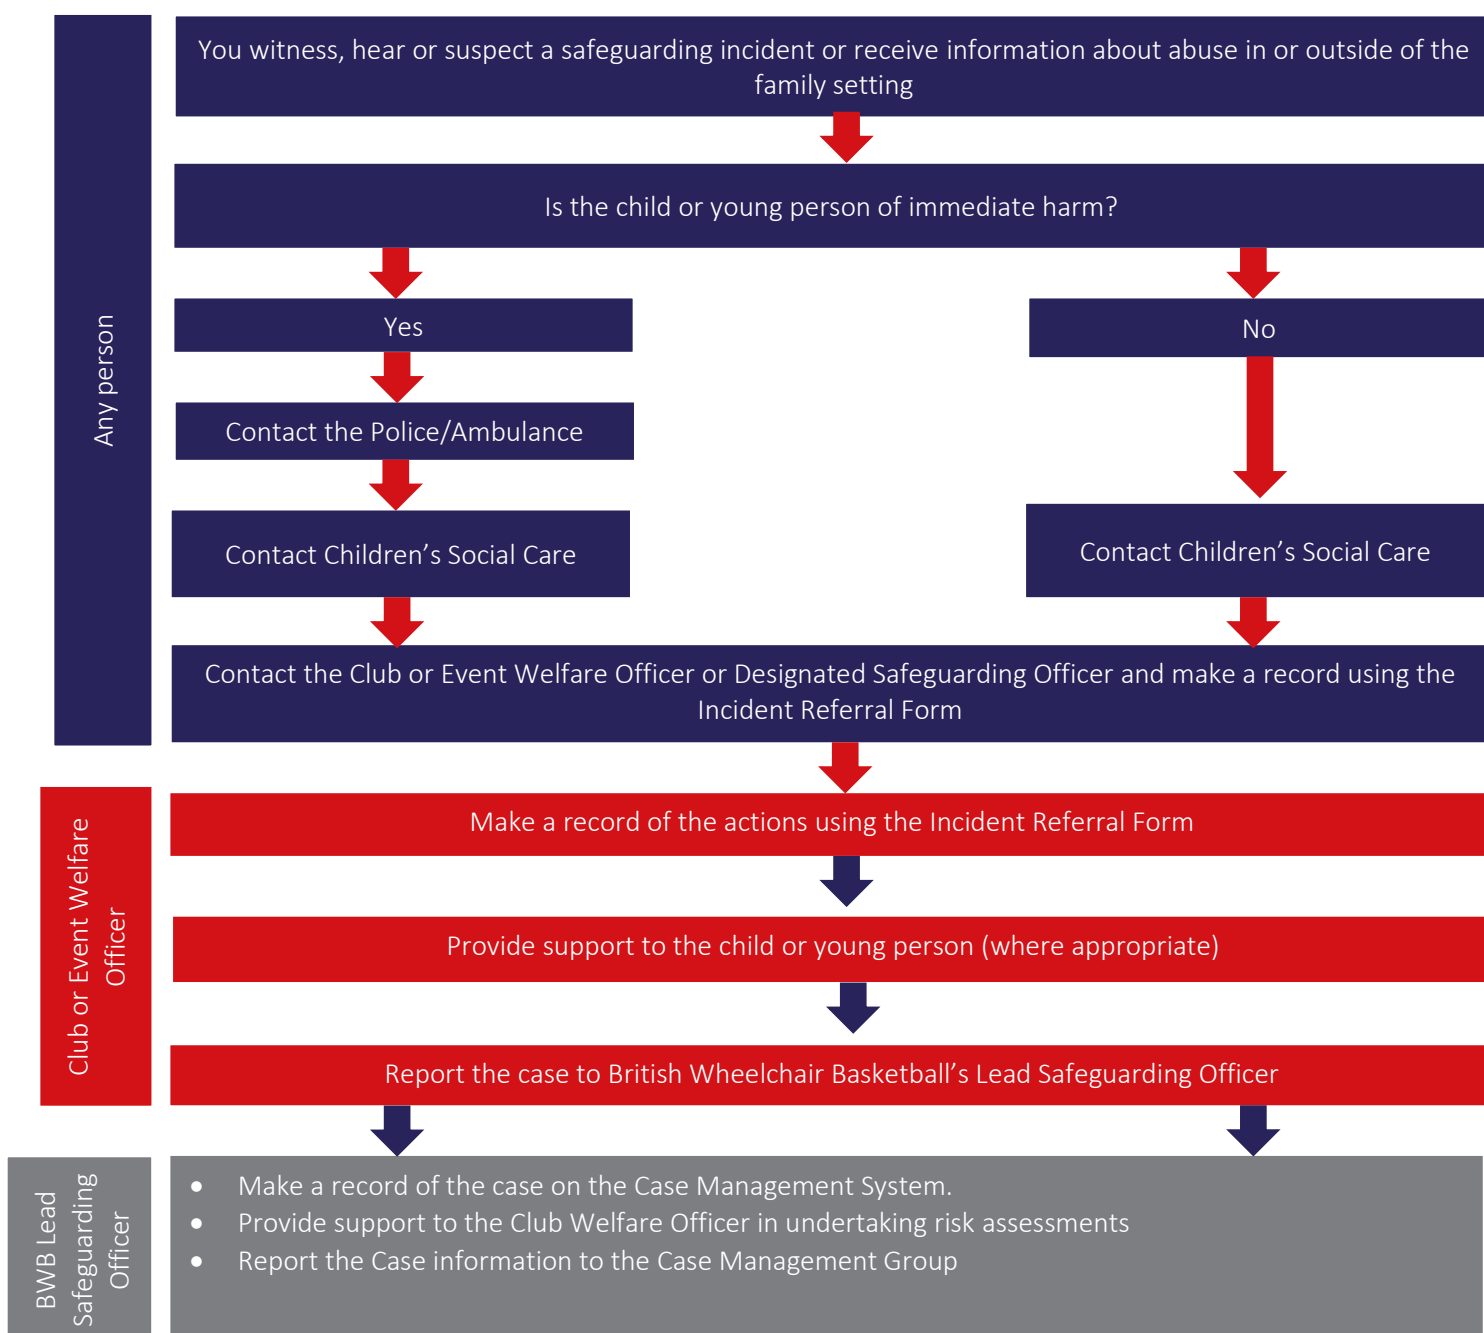 Any person
You witness, hear or suspect a safeguarding incident or receive information about abuse in or outside of the
family setting
Is the child or young person of immediate harm?
Yes
No
Contact the Police/Ambulance
Contact Children’s Social Care
Contact Children’s Social Care
Contact the Club or Event Welfare Officer or Designated Safeguarding Officer and make a record using the
Incident Referral Form
Club or Event Welfare
Officer
Make a record of the actions using the Incident Referral Form
Provide support to the child or young person (where appropriate)
Report the case to British Wheelchair Basketball’s Lead Safeguarding Officer
BWB Lead
Safeguarding
Officer
• Make a record of the case on the Case Management System.
• Provide support to the Club Welfare Officer in undertaking risk assessments
• Report the Case information to the Case Management Group